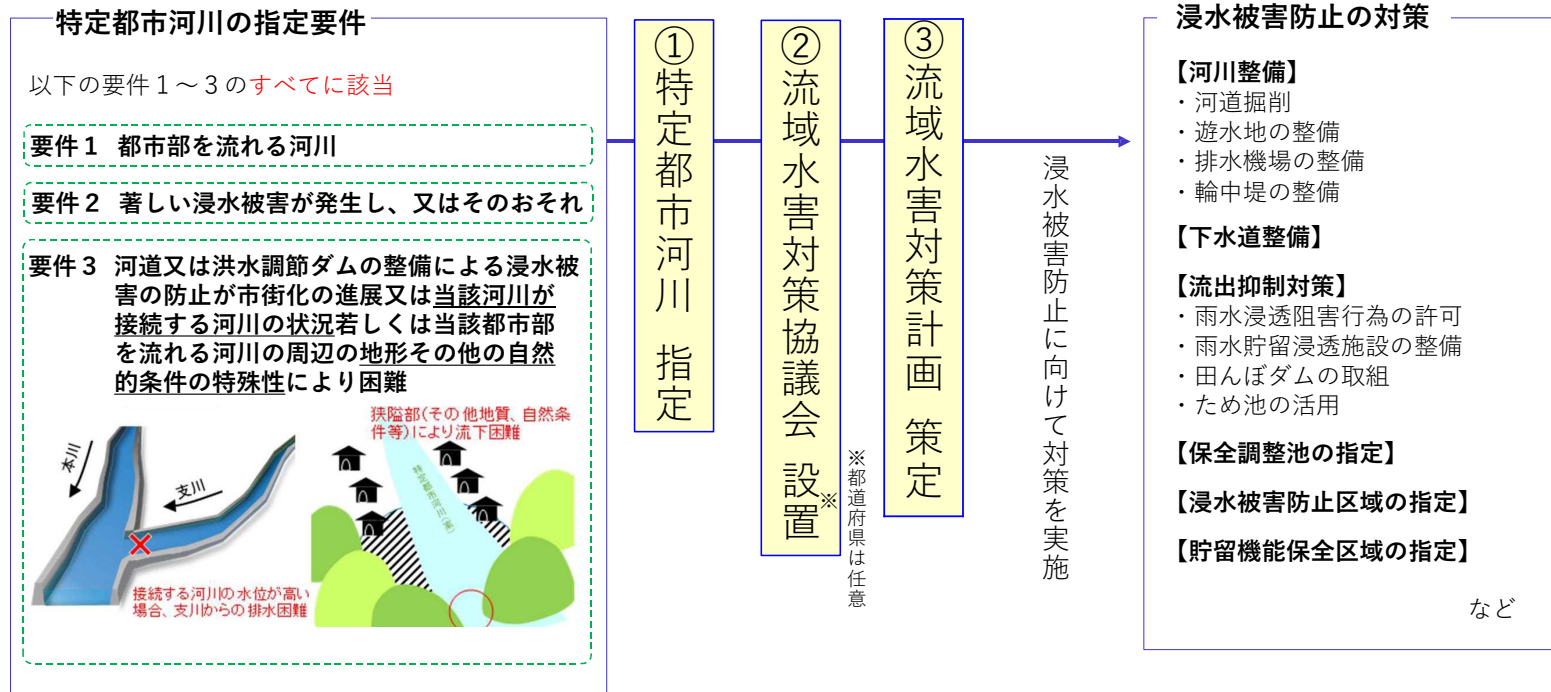 特定都市河川の指定要件
以下の要件１～３のすべてに該当
要件１ 都市部を流れる河川
要件２ 著しい浸水被害が発生し、又はそのおそれ
要件３ 河道又は洪水調節ダムの整備による浸水被
害の防止が市街化の進展又は当該河川が
接続する河川の状況若しくは当該都市部
を流れる河川の周辺の地形その他の自然
的条件の特殊性により困難
本川
支川
接続する河川の水位が高い
場合、支川からの排水困難
狭隘部(その他地質、自然条
件等)により流下困難
特定都市河川(案)
①特定都市河川 指定
②流域水害対策協議会 設置※
※都道府県は任意
③流域水害対策計画 策定
浸水被害防止に向けて対策を実施
浸水被害防止の対策
【河川整備】
・河道掘削
・遊水地の整備
・排水機場の整備
・輪中堤の整備
【下水道整備】
【流出抑制対策】
・雨水浸透阻害行為の許可
・雨水貯留浸透施設の整備
・田んぼダムの取組
・ため池の活用
【保全調整池の指定】
【浸水被害防止区域の指定】
【貯留機能保全区域の指定】
など